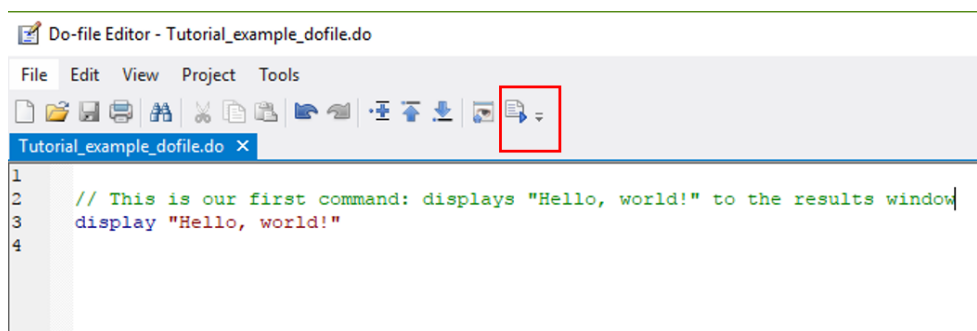 Do-file Editor - Tutorial_example_dofile.do
File Edit View Project Tools
Tutorial_example_dofile.do ×
1
2 // This is our first command: displays "Hello, world!" to the results window
3 display "Hello, world!"
4